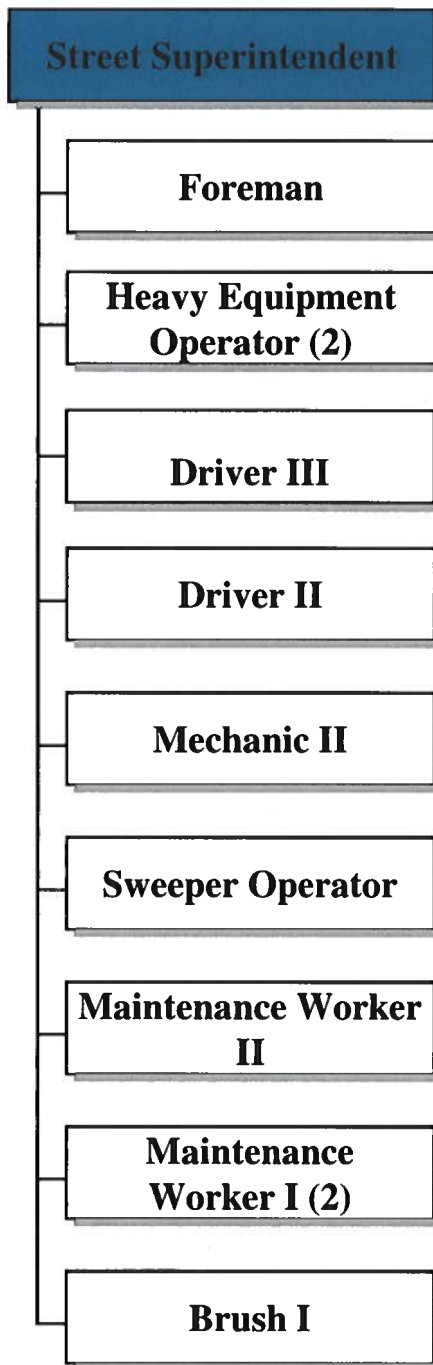 Street Superintendent
Foreman
Heavy Equipment
Operator (2)
Driver III
Driver II
Mechanic II
Sweeper Operator
Maintenance Worker
II
Maintenance
Worker I (2)
Brush I